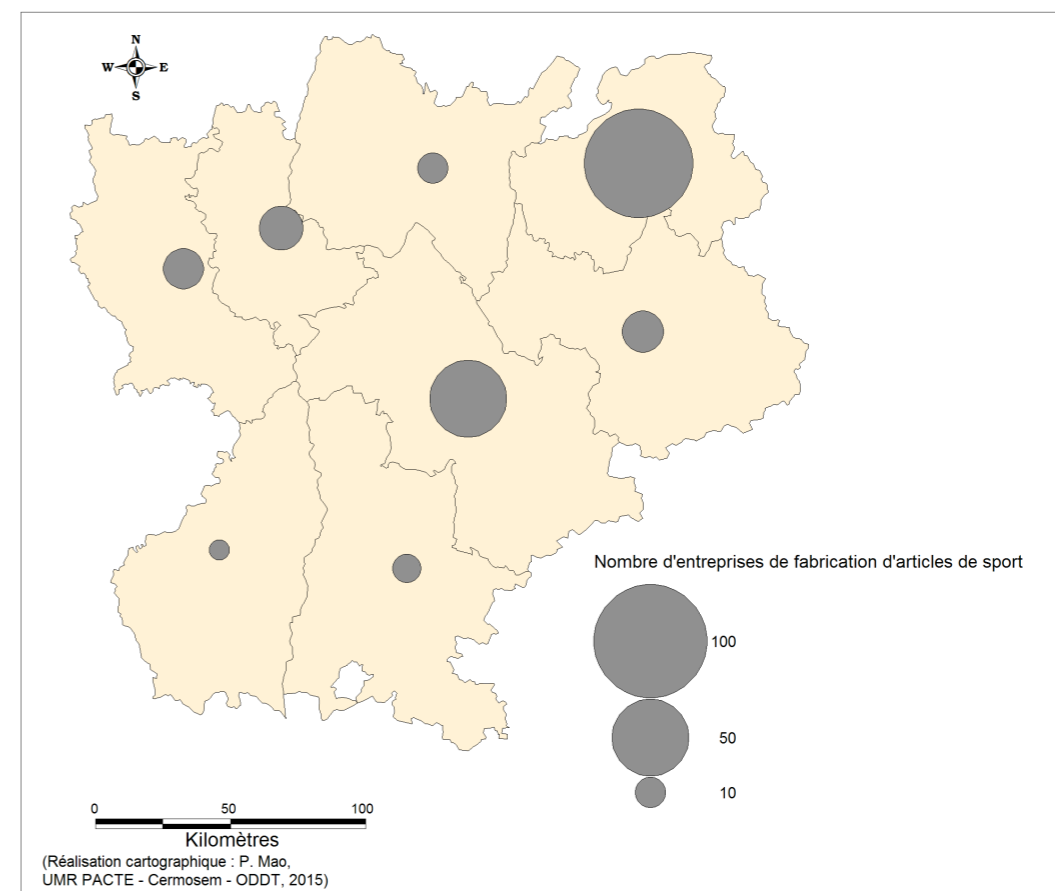 N
W E
S
Nombre d'entreprises de fabrication d'articles de sport
100
50
10
0 50 100
Kilomètres
(Réalisation cartographique : P. Mao,
UMR PACTE - Cermosem - ODDT, 2015)